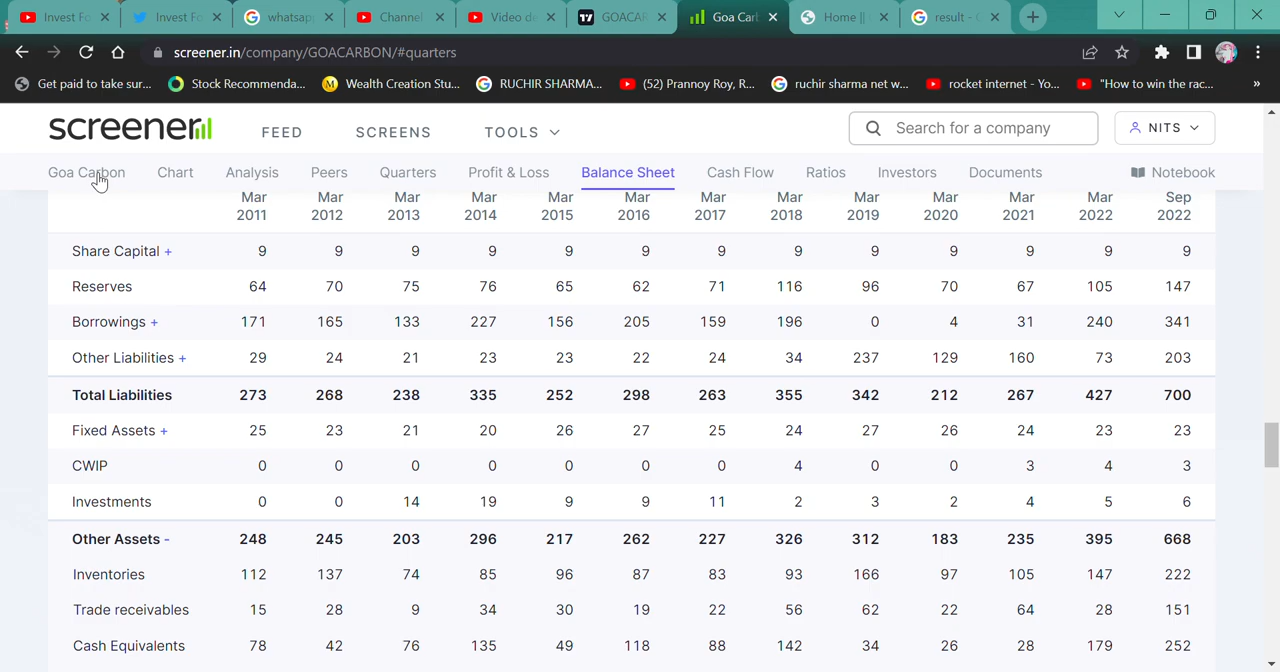 Invest Fo
Invest Fo
whatsap
Channel
Video de
GOACAR
Goa Carb
Home ||
result - G
screener.in/company/GOACARBON/#quarters
Get paid to take sur...
Stock Recommenda...
Wealth Creation Stu...
RUCHIR SHARMA...
(52) Prannoy Roy, R...
ruchir sharma net w...
rocket internet - Yo...
"How to win the rac...
»
screener
FEED
SCREENS
TOOLS
Search for a company
NITS
Goa Carbon
Chart
Analysis
Peers
Quarters
Profit & Loss
Balance Sheet
Cash Flow
Ratios
Investors
Documents
Notebook
Mar 2011 Mar 2012 Mar 2013 Mar 2014 Mar 2015 Mar 2016 Mar 2017 Mar 2018 Mar 2019 Mar 2020 Mar 2021 Mar 2022 Sep 2022
Share Capital + 9 9 9 9 9 9 9 9 9 9 9 9 9
Reserves 64 70 75 76 65 62 71 116 96 70 67 105 147
Borrowings + 171 165 133 227 156 205 159 196 0 4 31 240 341
Other Liabilities + 29 24 21 23 23 22 24 34 237 129 160 73 203
Total Liabilities 273 268 238 335 252 298 263 355 342 212 267 427 700
Fixed Assets + 25 23 21 20 26 27 25 24 27 26 24 23 23
CWIP 0 0 0 0 0 0 0 4 0 0 3 4 3
Investments 0 0 14 19 9 9 11 2 3 2 4 5 6
Other Assets - 248 245 203 296 217 262 227 326 312 183 235 395 668
Inventories 112 137 74 85 96 87 83 93 166 97 105 147 222
Trade receivables 15 28 9 34 30 19 22 56 62 22 64 28 151
Cash Equivalents 78 42 76 135 49 118 88 142 34 26 28 179 252